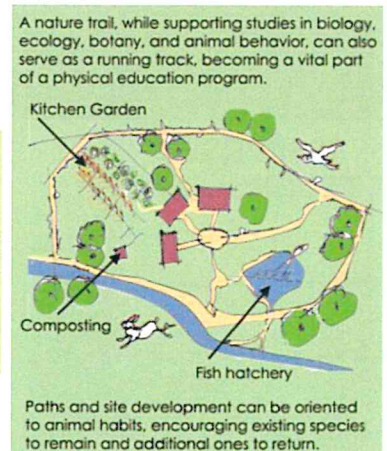 A nature trail, while supporting studies in biology,
ecology, botany, and animal behavior, can also
serve as a running track, becoming a vital part
of a physical education program.
Kitchen Garden
Composting
Fish hatchery
Paths and site development can be oriented
to animal habits, encouraging existing species
to remain and additional ones to return.